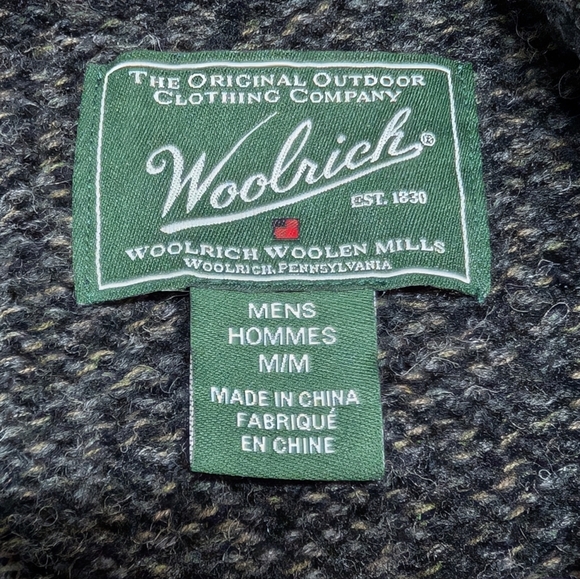 THE ORIGINAL OUTDOOR
CLOTHING COMPANY
Woolrich®
EST. 1830
WOOLRICH WOOLEN MILLS
WOOLRICH, PENNSYLVANIA
MENS
HOMMES
M/M
MADE IN CHINA
FABRIQUÉ
EN CHINE